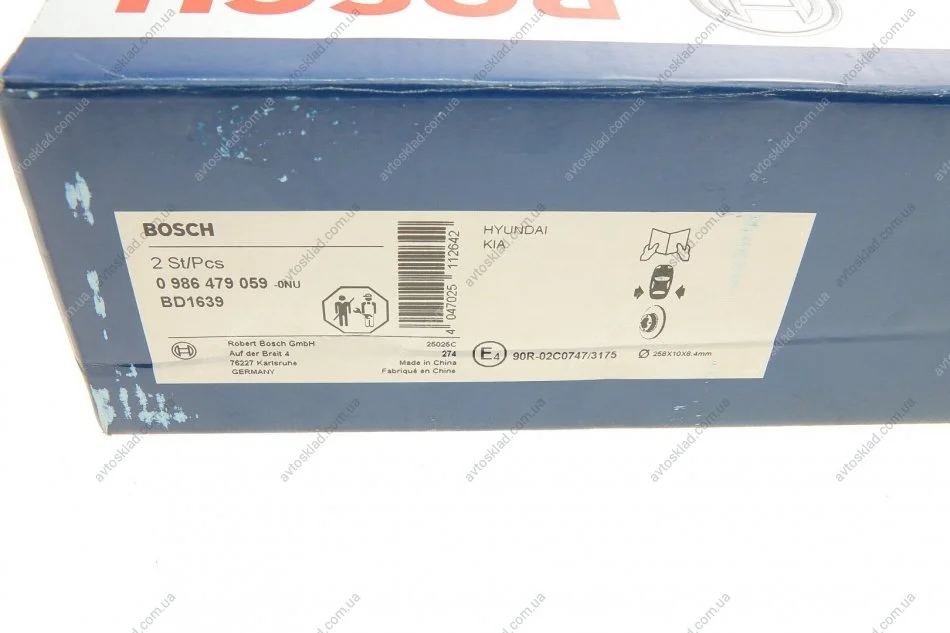 BOSCH
BOSCH
2 St/Pcs
0 986 479 059 -0NU
BD1639
Robert Bosch GmbH
Auf der Breit 4
76227 Karlsruhe
GERMANY
4 047025 112642
25025C
274
Made in China
Fabriqué en Chine
HYUNDAI
KIA
E4 90R-02C0747/3175
Ø 258X10X8.4mm
avtosklad.com.ua